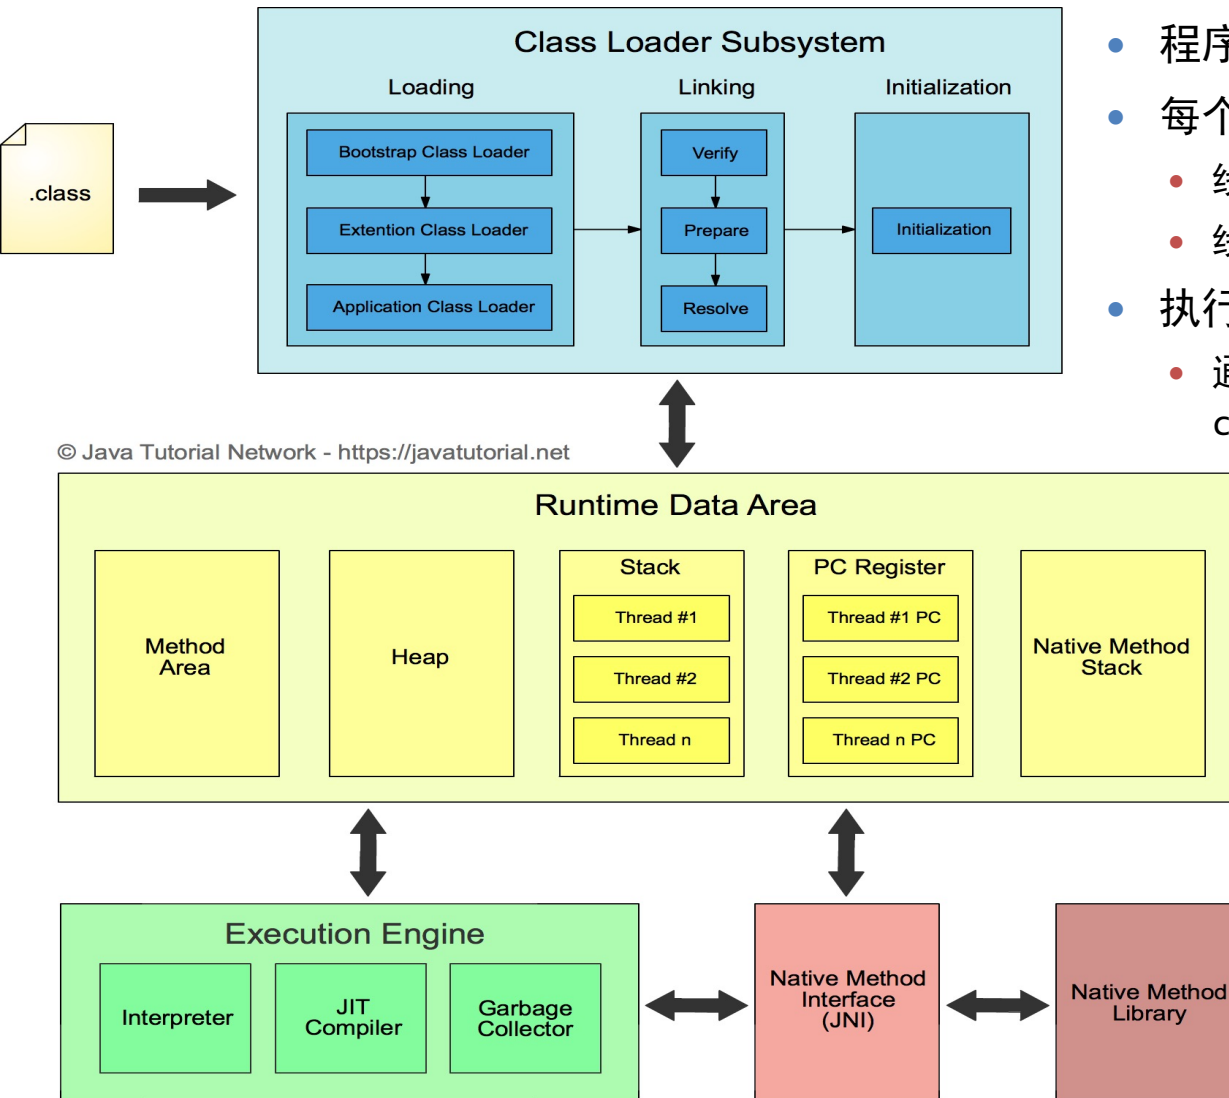 Class Loader Subsystem
Loading
Linking
Initialization
Bootstrap Class Loader
Extention Class Loader
Application Class Loader
Verify
Prepare
Resolve
Initialization
.class
程序
每个
执行
© Java Tutorial Network - https://javatutorial.net
Runtime Data Area
Method
Area
Heap
Stack
Thread #1
Thread #2
Thread n
PC Register
Thread #1 PC
Thread #2 PC
Thread n PC
Native Method
Stack
Execution Engine
Interpreter
JIT
Compiler
Garbage
Collector
Native Method
Interface
(JNI)
Native Method
Library